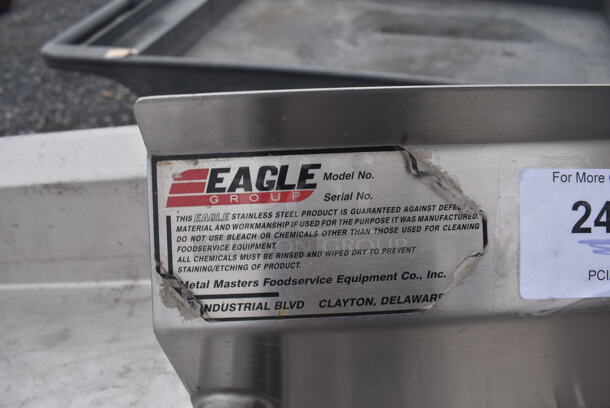 EAGLE
GROUP
Model No.
Serial No.
THIS EAGLE STAINLESS STEEL PRODUCT IS GUARANTEED AGAINST DEFE
MATERIAL AND WORKMANSHIP IF USED FOR THE PURPOSE IT WAS MANUFACTURED.
DO NOT USE BLEACH OR CHEMICALS OTHER THAN THOSE USED FOR CLEANING
FOODSERVICE EQUIPMENT.
ALL CHEMICALS MUST BE RINSED AND WIPED DRY TO PREVENT
STAINING/ETCHING OF PRODUCT.
Metal Masters Foodservice Equipment Co., Inc.
INDUSTRIAL BLVD CLAYTON, DELAWARE
For More
24
PCI